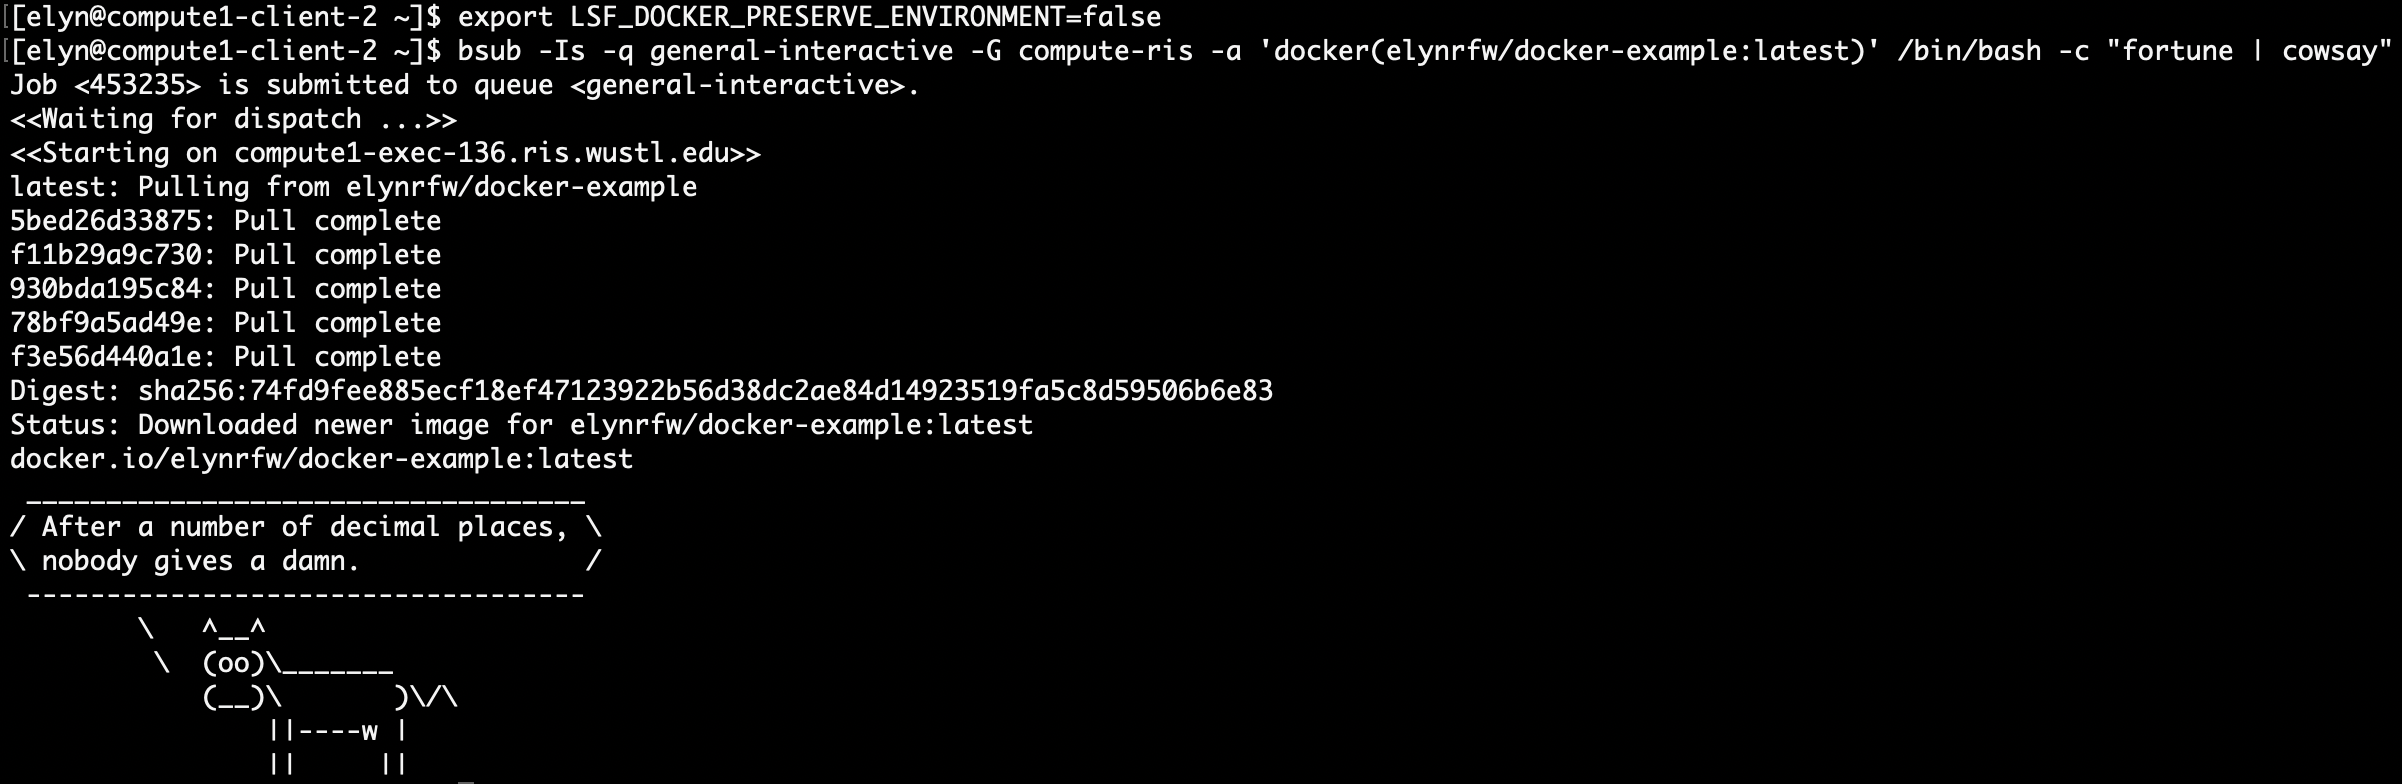 [elyn@compute1-client-2 ~]$ export LSF_DOCKER_PRESERVE_ENVIRONMENT=false
[elyn@compute1-client-2 ~]$ bsub -Is -q general-interactive -G compute-ris -a 'docker(elynrfw/docker-example:latest)' /bin/bash -c "fortune | cowsay"
Job <453235> is submitted to queue <general-interactive>.
<<Waiting for dispatch ...>>
<<Starting on compute1-exec-136.ris.wustl.edu>>
latest: Pulling from elynrfw/docker-example
5bed26d33875: Pull complete
f11b29a9c730: Pull complete
930bda195c84: Pull complete
78bf9a5ad49e: Pull complete
f3e56d440a1e: Pull complete
Digest: sha256:74fd9fee885ecf18ef47123922b56d38dc2ae84d14923519fa5c8d59506b6e83
Status: Downloaded newer image for elynrfw/docker-example:latest
docker.io/elynrfw/docker-example:latest
 ___________________________________
/ After a number of decimal places, \
\ nobody gives a damn.              /
 -----------------------------------
        \   ^__^
         \  (oo)\_______
            (__)\       )\/\
                ||----w |
                ||     ||